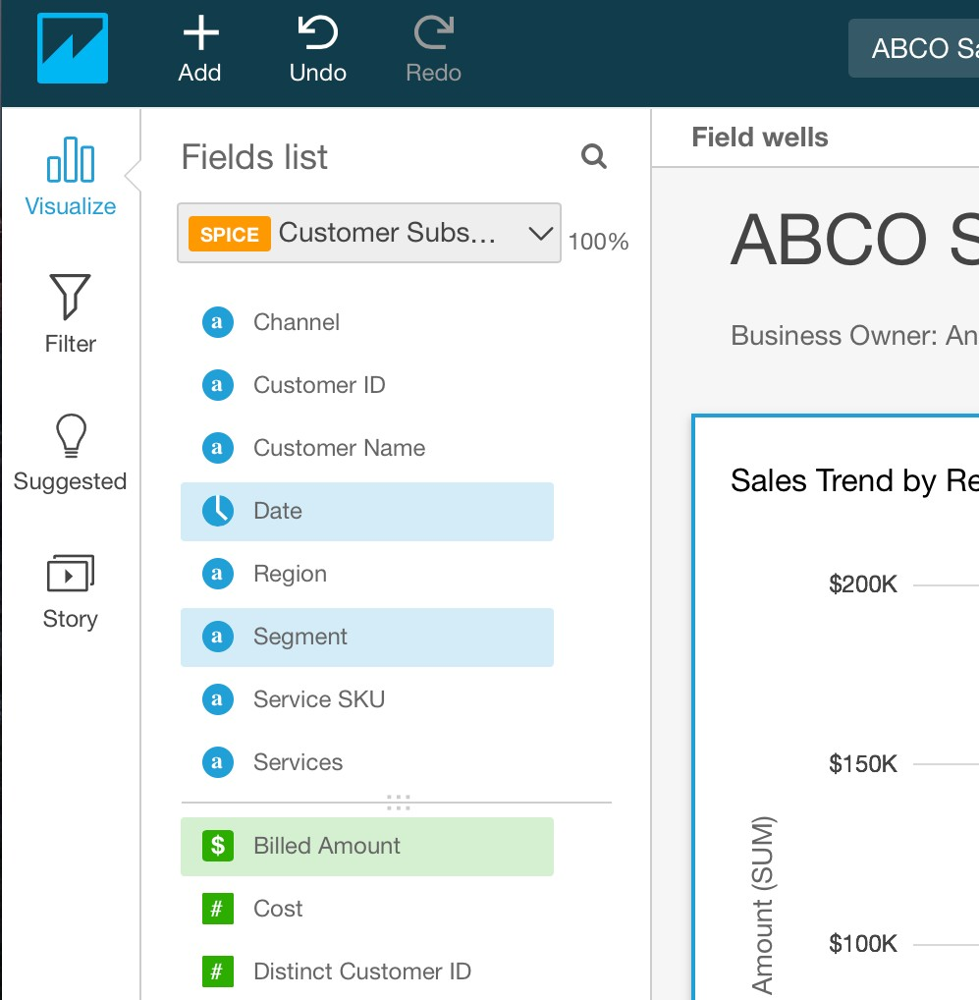 Add
Undo
Redo
ABCO Sa
Visualize
Filter
Suggested
Story
Fields list
SPICE Customer Subs... 100%
a Channel
a Customer ID
a Customer Name
Date
a Region
a Segment
a Service SKU
a Services
$ Billed Amount
# Cost
# Distinct Customer ID
Field wells
ABCO S
Business Owner: An
Sales Trend by Re
$200K
$150K
$100K
Amount (SUM)